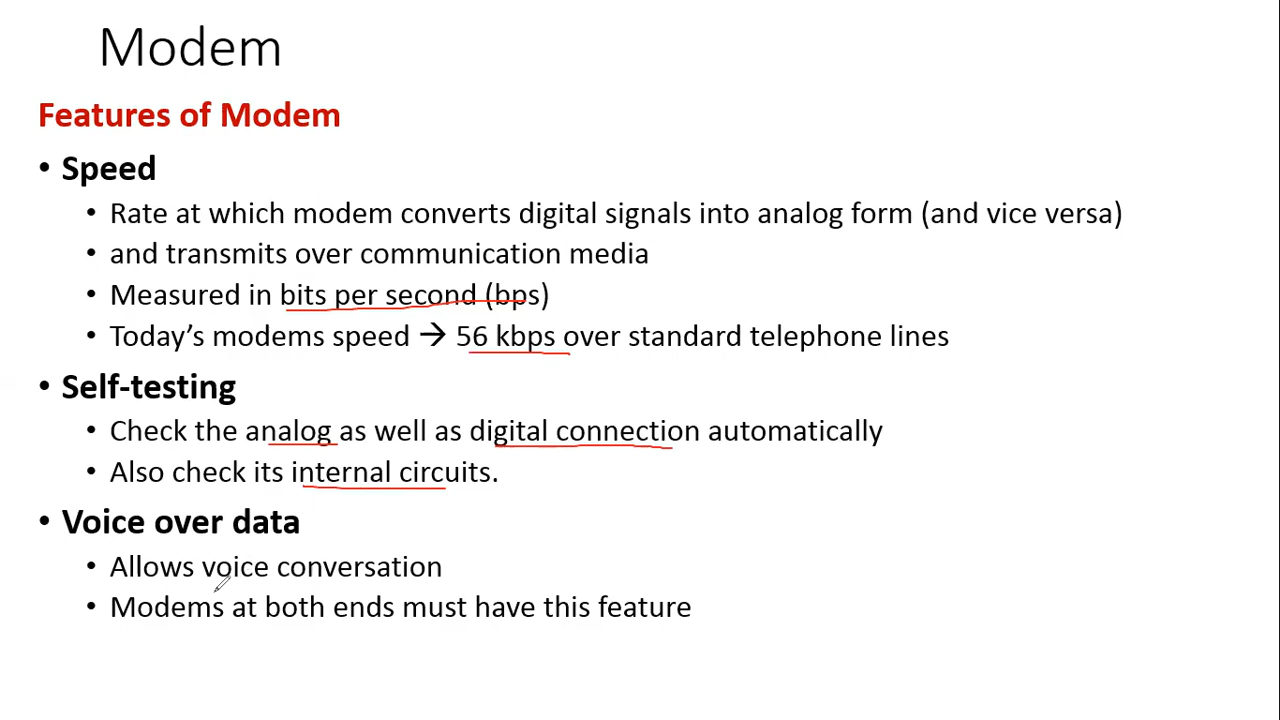 Modem
Features of Modem
• Speed
• Rate at which modem converts digital signals into analog form (and vice versa)
• and transmits over communication media
• Measured in bits per second (bps)
• Today's modems speed → 56 kbps over standard telephone lines
• Self-testing
• Check the analog as well as digital connection automatically
• Also check its internal circuits.
• Voice over data
• Allows voice conversation
• Modems at both ends must have this feature